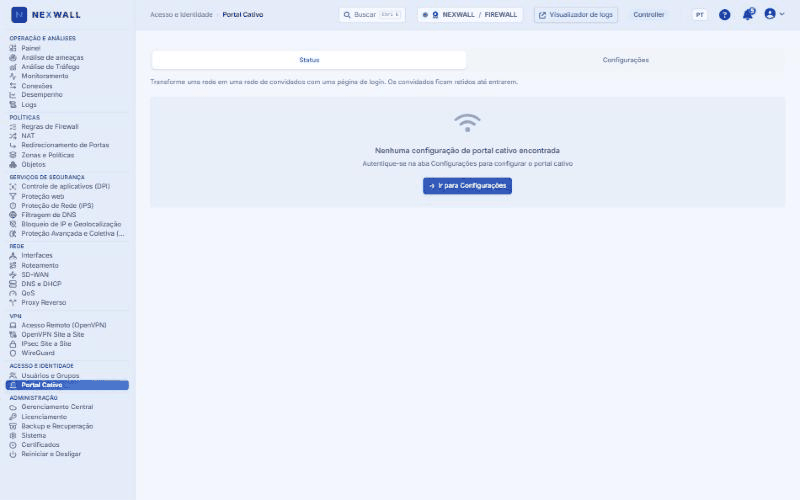 NEXWALL
Acesso e Identidade Portal Cativo
Buscar Ctrl K
NEXWALL / FIREWALL
Visualizador de logs
Controller
PT
OPERAÇÃO E ANÁLISES
Painel
Análise de ameaças
Análise de Tráfego
Monitoramento
Conexões
Desempenho
Logs
POLÍTICAS
Regras de Firewall
NAT
Redirecionamento de Portas
Zonas e Políticas
Objetos
SERVIÇOS DE SEGURANÇA
Controle de aplicativos (DPI)
Proteção web
Proteção de Rede (IPS)
Filtragem de DNS
Bloqueio de IP e Geolocalização
Proteção Avançada e Coletiva (...
REDE
Interfaces
Roteamento
SD-WAN
DNS e DHCP
QoS
Proxy Reverso
VPN
Acesso Remoto (OpenVPN)
OpenVPN Site a Site
IPsec Site a Site
WireGuard
ACESSO E IDENTIDADE
Usuários e Grupos
Portal Cativo
ADMINISTRAÇÃO
Gerenciamento Central
Licenciamento
Backup e Recuperação
Sistema
Certificados
Reiniciar e Desligar
Status
Configurações
Transforme uma rede em uma rede de convidados com uma página de login. Os convidados ficam retidos até entrarem.
Nenhuma configuração de portal cativo encontrada
Autentique-se na aba Configurações para configurar o portal cativo
→ Ir para Configurações